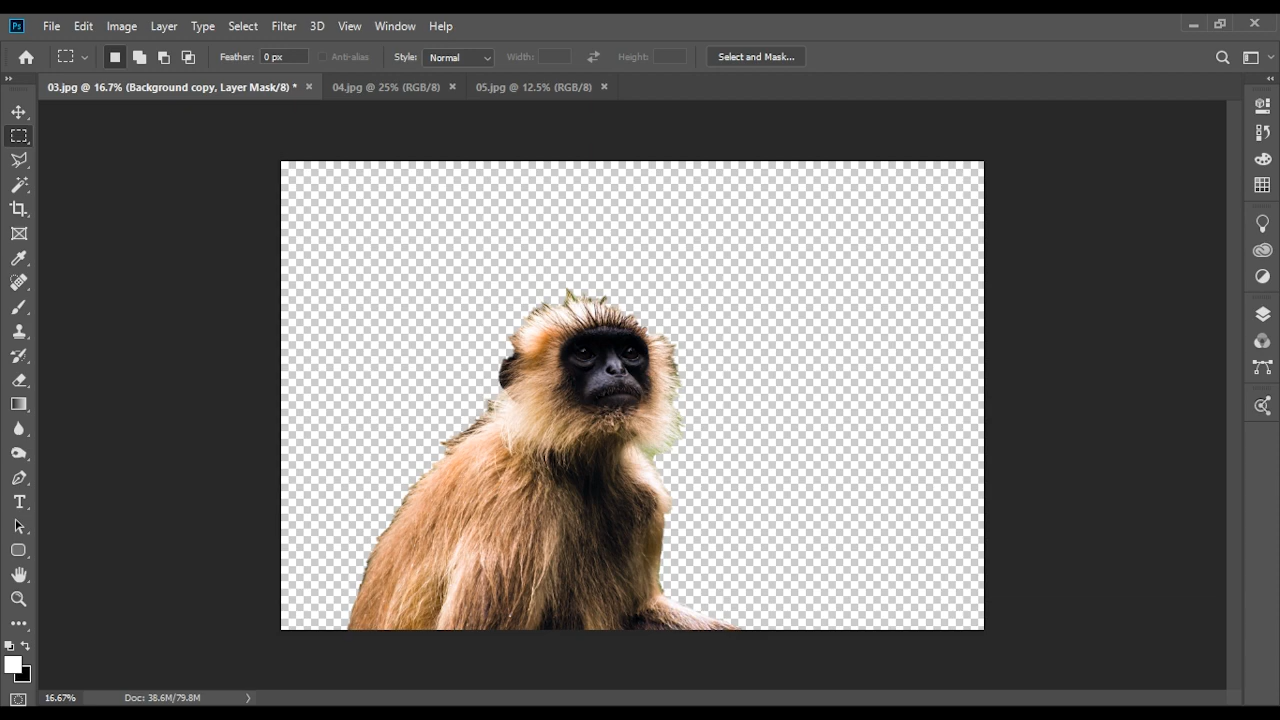 Ps File Edit Image Layer Type Select Filter 3D View Window Help
Feather: 0 px Anti-alias Style: Normal Width: Height: Select and Mask...
03.jpg @ 16.7% (Background copy, Layer Mask/8) * 04.jpg @ 25% (RGB/8) 05.jpg @ 12.5% (RGB/8)
T
16.67% Doc: 38.6M/79.8M